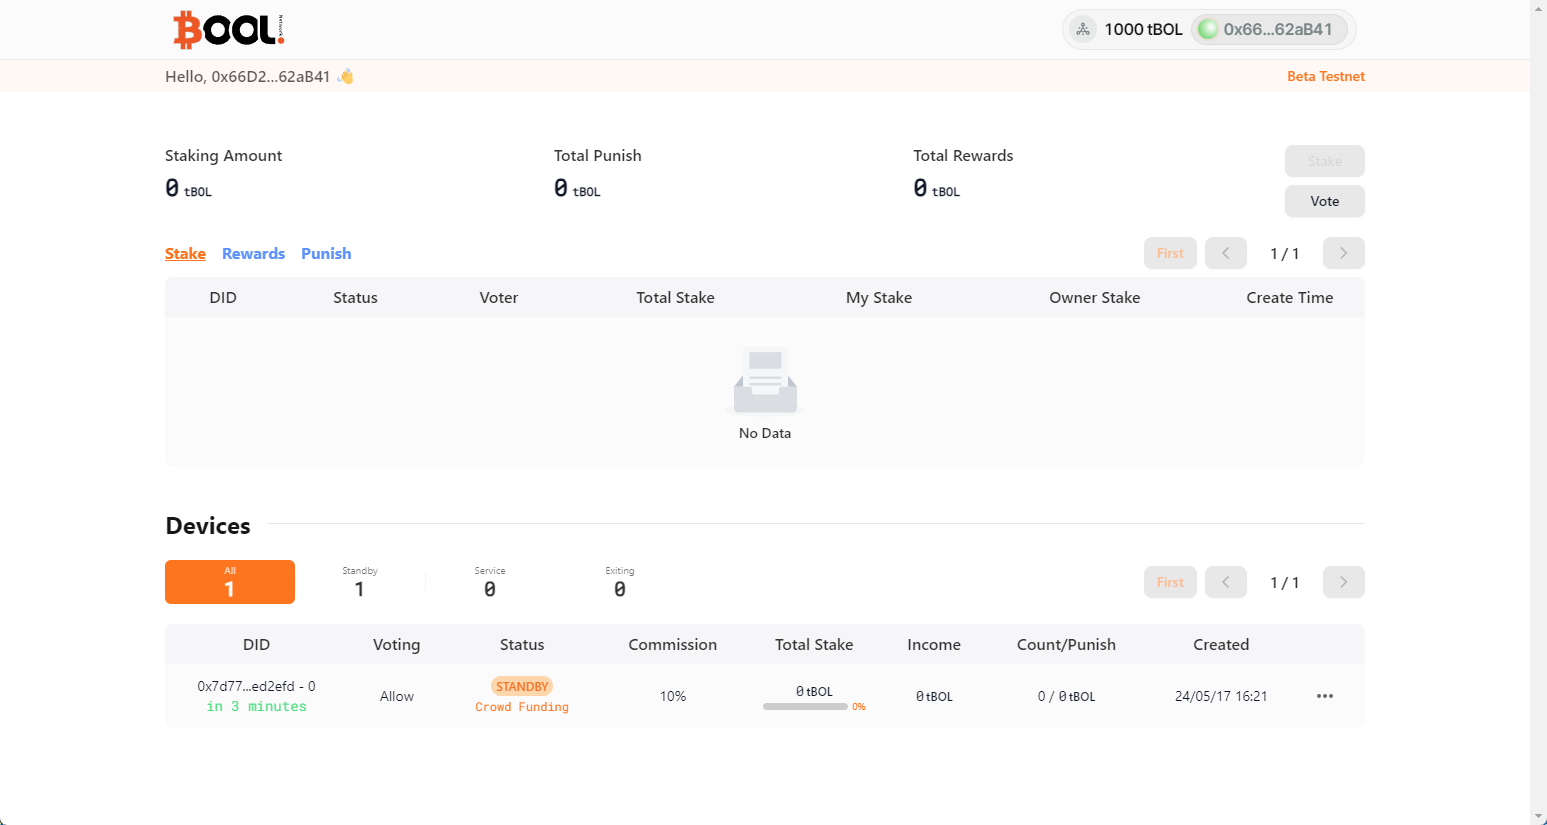 BOOL Network
1000 tBOL 0x66...62aB41
Hello, 0x66D2...62aB41 👋
Beta Testnet
Staking Amount Total Punish Total Rewards Stake
0 tBOL 0 tBOL 0 tBOL
Vote
Stake Rewards Punish First < 1 / 1 >
DID Status Voter Total Stake My Stake Owner Stake Create Time
No Data
Devices
All Standby Service Exiting
1 1 0 0
First < 1 / 1 >
DID Voting Status Commission Total Stake Income Count/Punish Created
0x7d77...ed2efd - 0 Allow STANDBY 10% 0 tBOL 0 tBOL 0 / 0 tBOL 24/05/17 16:21 •••
in 3 minutes Crowd Funding 0%